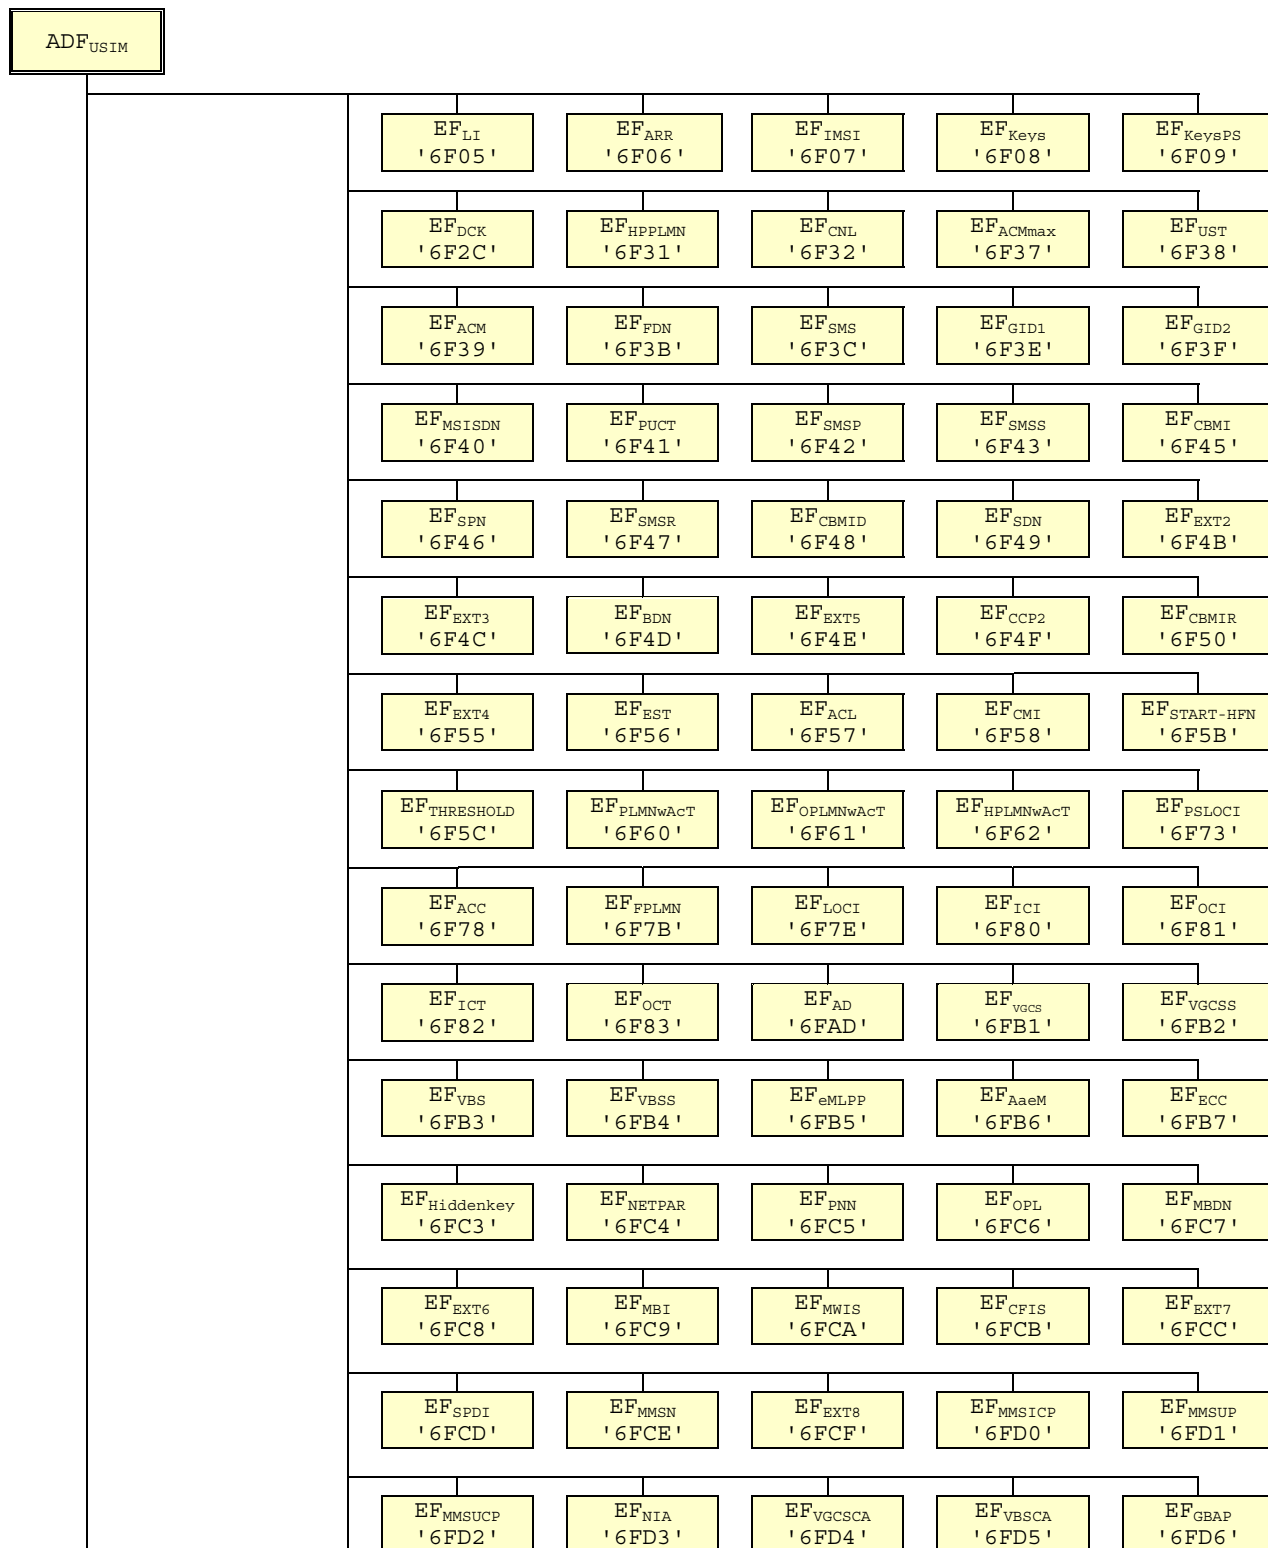 ADFUSIM
EFLI EFARR EFIMSI EFKeys EFKeysPS
'6F05' '6F06' '6F07' '6F08' '6F09'
EFDCK EFHPPLMN EFCNL EFACMmax EFUST
'6F2C' '6F31' '6F32' '6F37' '6F38'
EFACM EFFDN EFSMS EFGID1 EFGID2
'6F39' '6F3B' '6F3C' '6F3E' '6F3F'
EFMSISDN EFPUCT EFSMSP EFSMSS EFCBMI
'6F40' '6F41' '6F42' '6F43' '6F45'
EFSPN EFSMSR EFCBMID EFSDN EFEXT2
'6F46' '6F47' '6F48' '6F49' '6F4B'
EFEXT3 EFBDN EFEXT5 EFCCP2 EFCBMIR
'6F4C' '6F4D' '6F4E' '6F4F' '6F50'
EFEXT4 EFEST EFACL EFCMI EFSTART-HFN
'6F55' '6F56' '6F57' '6F58' '6F5B'
EFTHRESHOLD EFPLMNwAcT EFOPLMNwAcT EFHPLMNwAcT EFPSLOCI
'6F5C' '6F60' '6F61' '6F62' '6F73'
EFACC EFFPLMN EFLOCI EFICI EFOCI
'6F78' '6F7B' '6F7E' '6F80' '6F81'
EFICT EFOCT EFAD EFVGCS EFVGCSS
'6F82' '6F83' '6FAD' '6FB1' '6FB2'
EFVBS EFVBSS EFeMLPP EFAaeM EFECC
'6FB3' '6FB4' '6FB5' '6FB6' '6FB7'
EFHiddenkey EFNETPAR EFPNN EFOPL EFMBDN
'6FC3' '6FC4' '6FC5' '6FC6' '6FC7'
EFEXT6 EFMBI EFMWIS EFCFIS EFEXT7
'6FC8' '6FC9' '6FCA' '6FCB' '6FCC'
EFSPDI EFMMSN EFEXT8 EFMMSICP EFMMSUP
'6FCD' '6FCE' '6FCF' '6FD0' '6FD1'
EFMMSUCP EFNIA EFVGCSCA EFVBSCA EFGBAP
'6FD2' '6FD3' '6FD4' '6FD5' '6FD6'